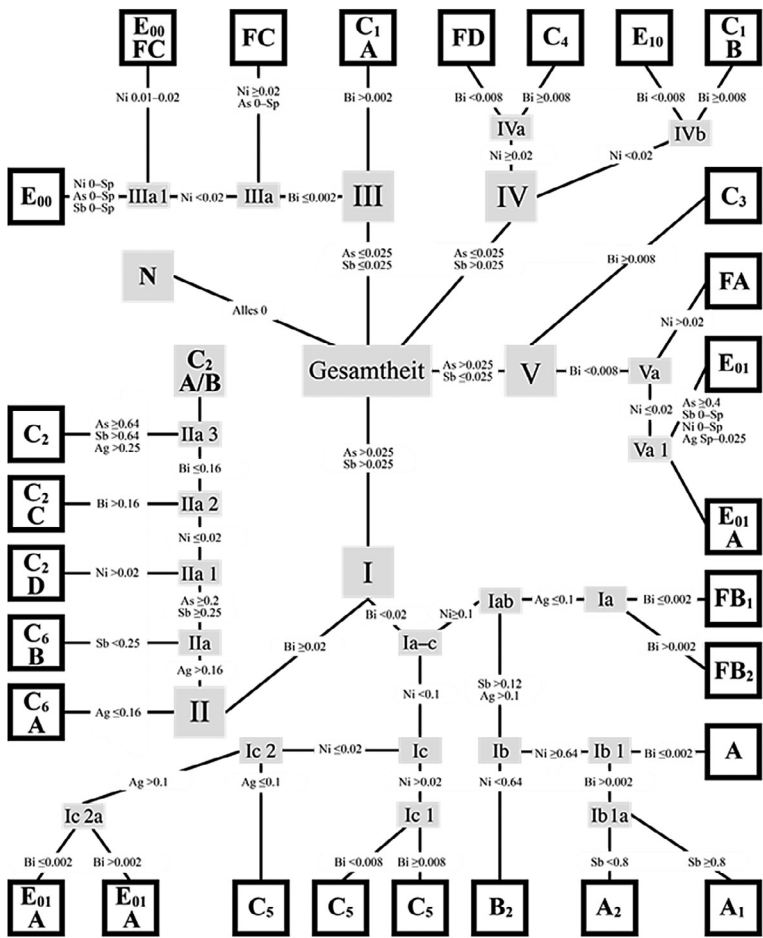 E₀₀
FC
FC
C₁
A
FD
C₄
E₁₀
C₁
B
Ni 0.01–0.02
Ni ≥0.02
As 0–Sp
Bi >0.002
Bi <0.008
Bi ≥0.008
Bi <0.008
Bi ≥0.008
IVa
IVb
Ni ≥0.02
Ni <0.02
E₀₀
Ni 0–Sp
As 0–Sp
Sb 0–Sp
IIIa 1
Ni <0.02
IIIa
Bi ≤0.002
III
IV
C₃
As ≤0.025
Sb ≤0.025
As ≤0.025
Sb >0.025
Bi >0.008
N
Alles 0
FA
Ni >0.02
C₂
A/B
Gesamtheit
As >0.025
Sb ≤0.025
V
Bi <0.008
Va
E₀₁
Ni ≤0.02
As ≥0.4
Sb 0–Sp
Ni 0–Sp
Ag Sp–0.025
Va 1
C₂
As ≥0.64
Sb >0.64
Ag >0.25
IIa 3
As >0.025
Sb >0.025
Bi ≤0.16
C₂
C
Bi >0.16
IIa 2
E₀₁
A
Ni ≤0.02
C₂
D
Ni >0.02
IIa 1
I
As ≥0.2
Sb ≥0.25
Bi <0.02
Ni≥0.1
Iab
Ag ≤0.1
Ia
Bi ≤0.002
FB₁
C₆
B
Sb <0.25
IIa
Bi ≥0.02
Ia–c
Bi >0.002
FB₂
Ag >0.16
C₆
A
Ag ≤0.16
II
Ni <0.1
Sb >0.12
Ag >0.1
Ic 2
Ni ≤0.02
Ic
Ib
Ni ≥0.64
Ib 1
Bi ≤0.002
A
Ag >0.1
Ag ≤0.1
Ni >0.02
Ni <0.64
Bi >0.002
Ic 2a
Ic 1
Ib 1a
Bi ≤0.002
Bi >0.002
Bi <0.008
Bi ≥0.008
Sb <0.8
Sb ≥0.8
E₀₁
A
E₀₁
A
C₅
C₅
C₅
B₂
A₂
A₁